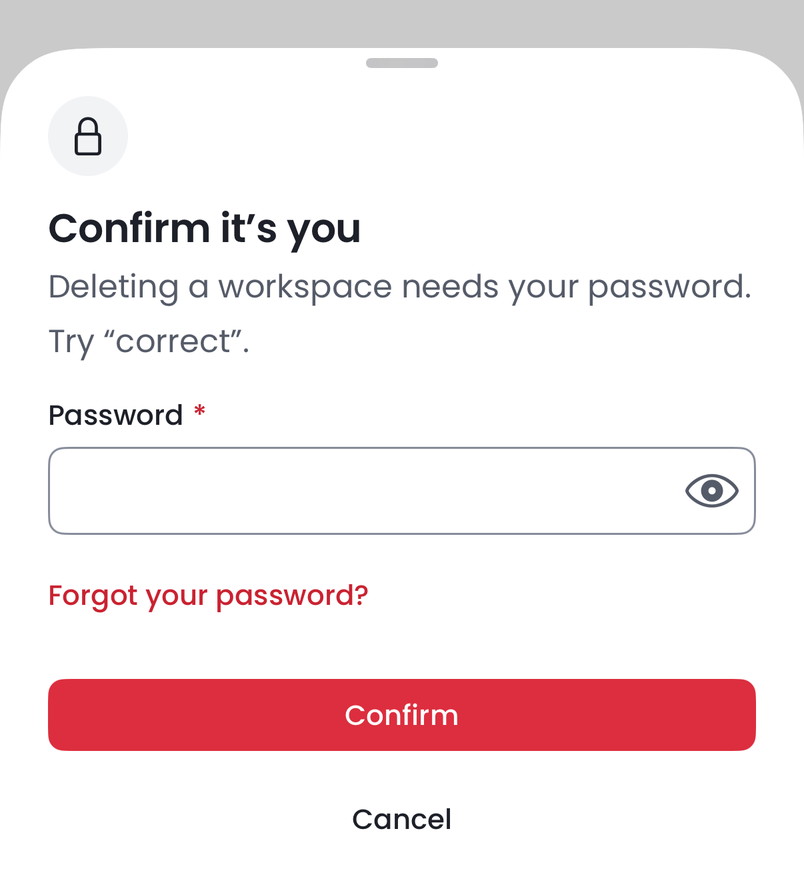 Confirm it’s you
Deleting a workspace needs your password.
Try “correct”.
Password *
Forgot your password?
Confirm
Cancel